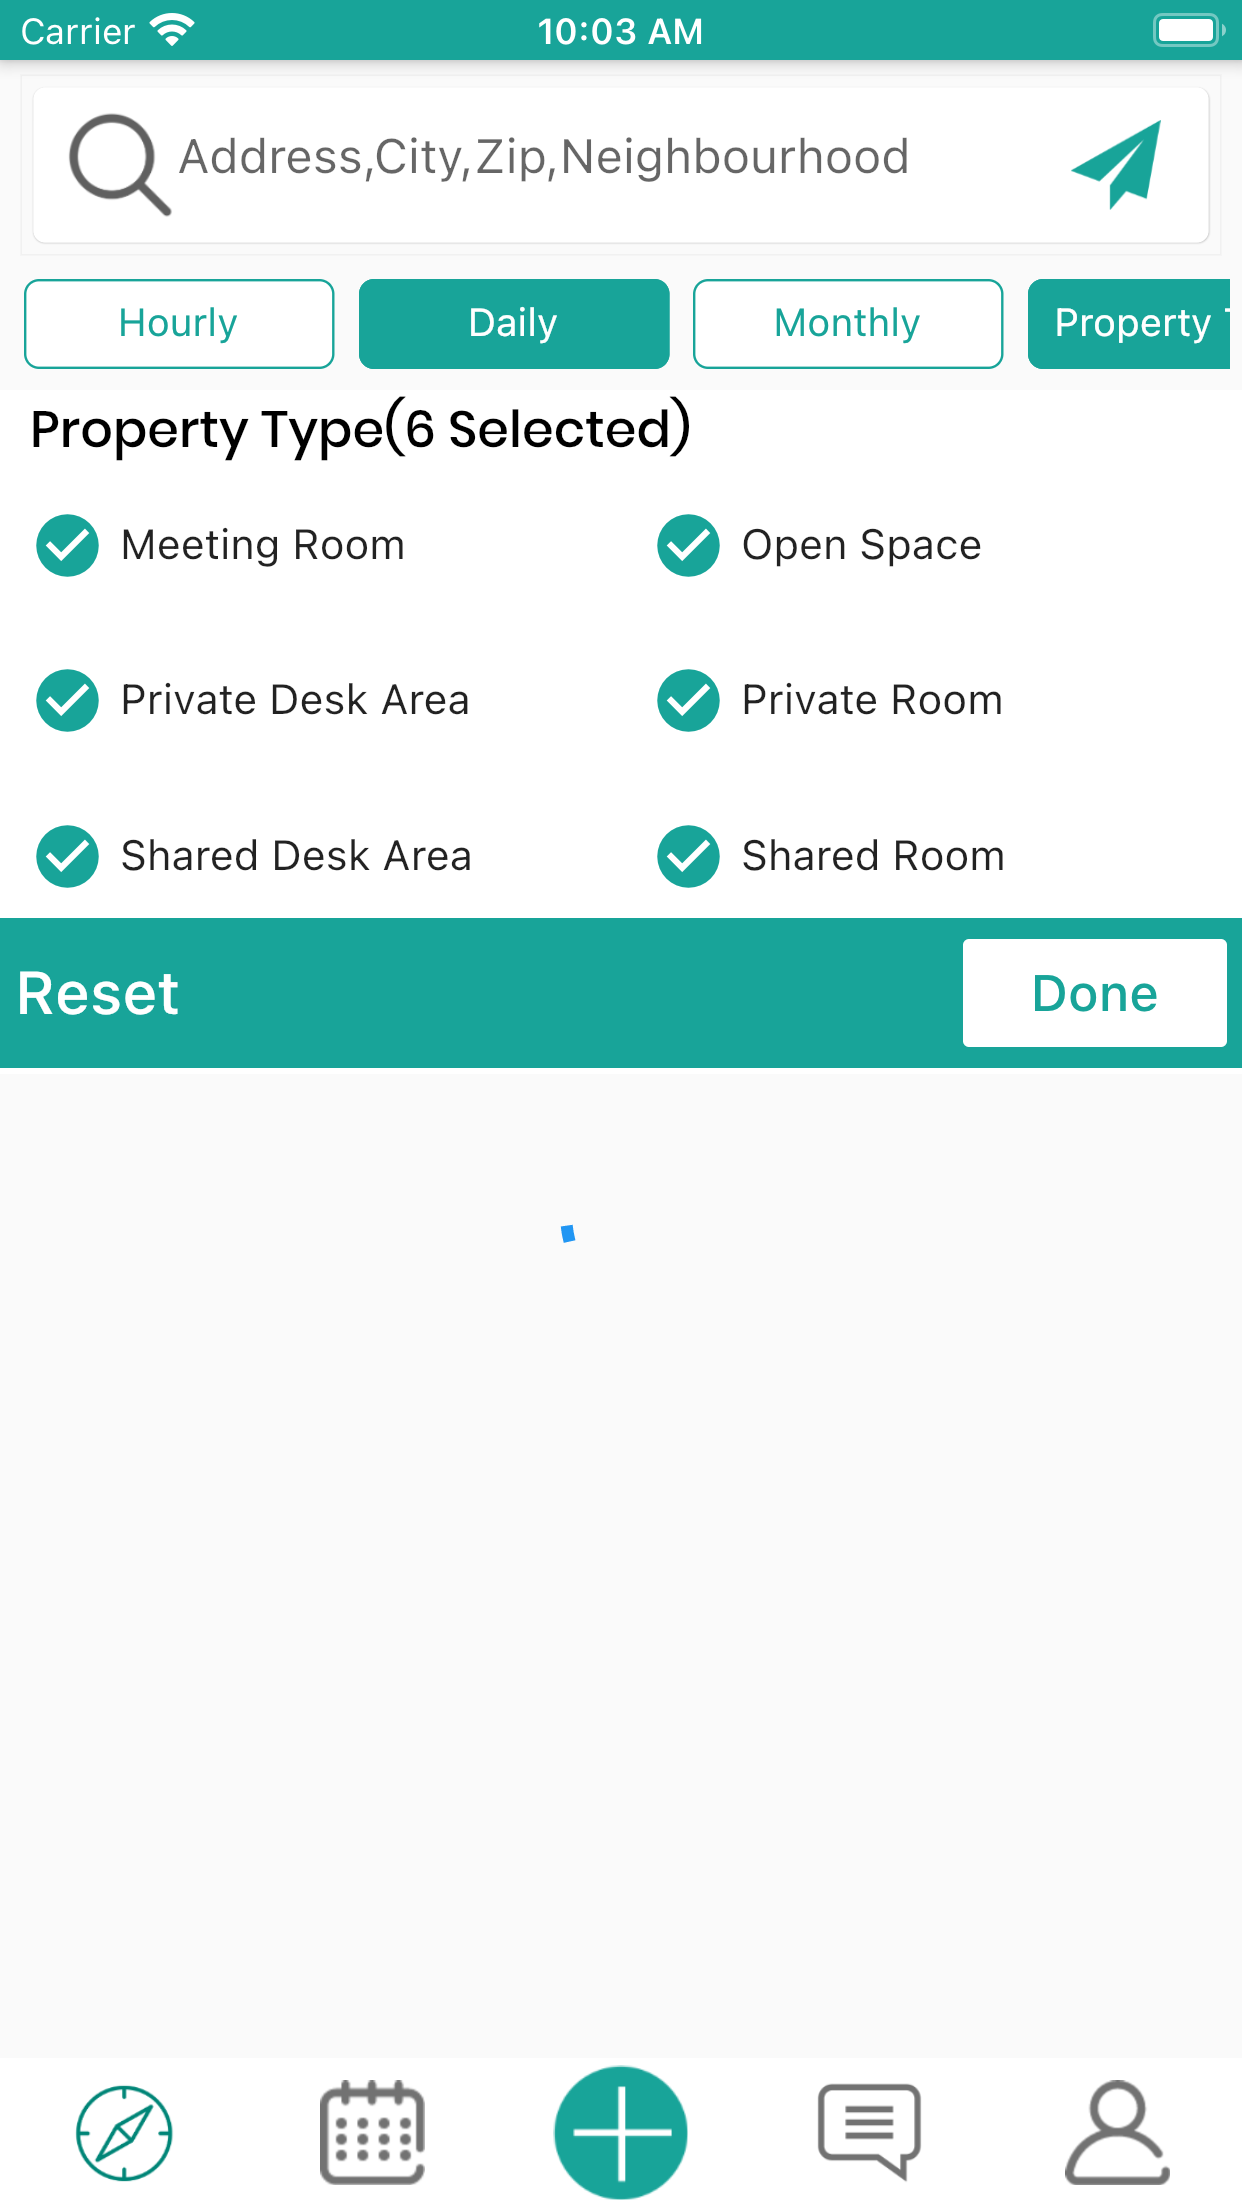 Carrier 10:03 AM
Address,City,Zip,Neighbourhood
Hourly Daily Monthly Property
Property Type(6 Selected)
Meeting Room Open Space
Private Desk Area Private Room
Shared Desk Area Shared Room
Reset Done